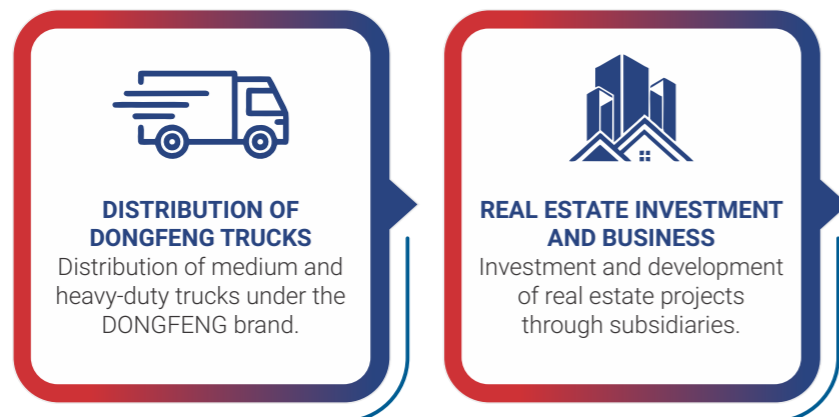 DISTRIBUTION OF
DONGFENG TRUCKS
Distribution of medium and
heavy-duty trucks under the
DONGFENG brand.
REAL ESTATE INVESTMENT
AND BUSINESS
Investment and development
of real estate projects
through subsidiaries.